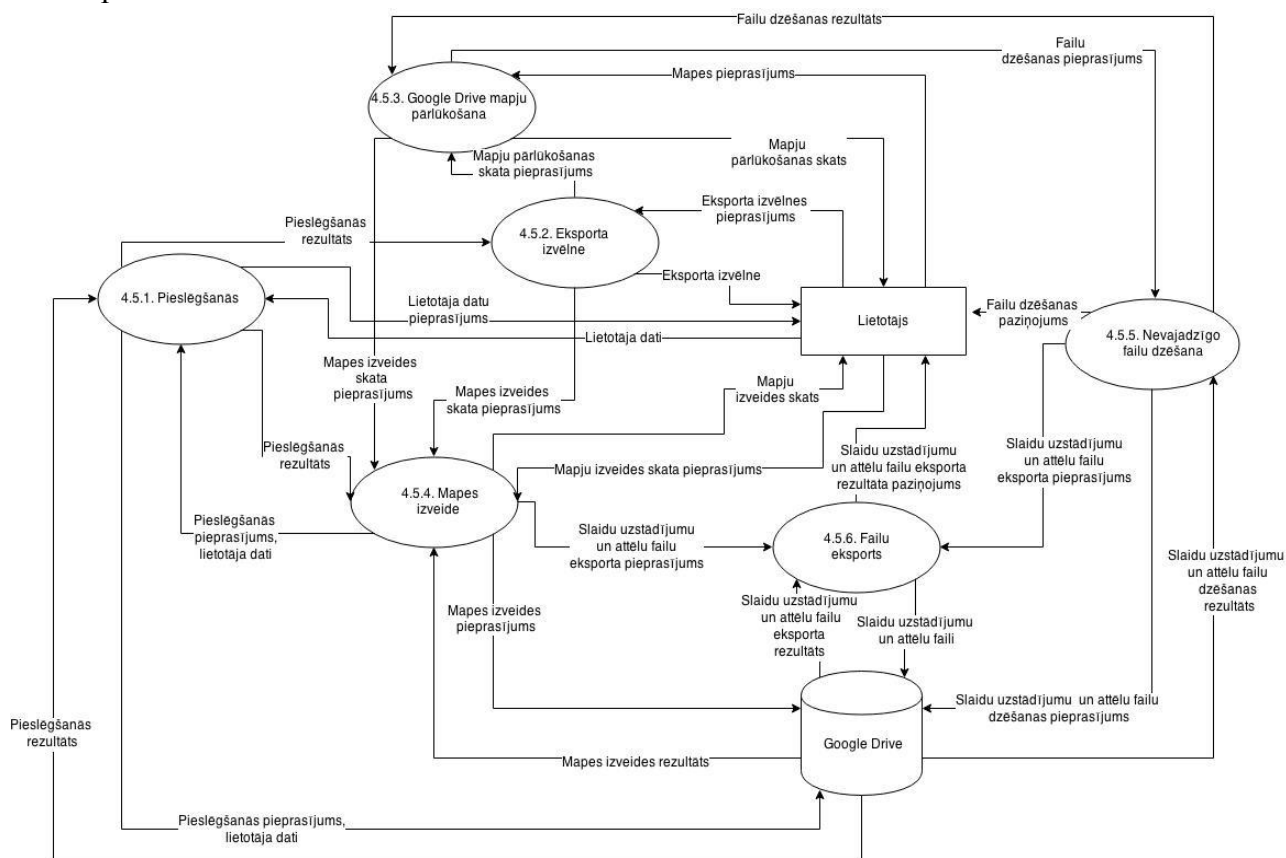 Failu dzēšanas rezultāts
Failu
dzēšanas pieprasījums
Mapes pieprasījums
4.5.3. Google Drive mapju
pārlūkošana
Mapju pārlūkošanas
skata pieprasījums
Mapju
pārlūkošanas skats
Eksporta izvēlnes
pieprasījums
Pieslēgšanās
rezultāts
4.5.2. Eksporta
izvēlne
Eksporta izvēlne
4.5.1. Pieslēgšanās
Lietotāja datu
pieprasījums
Lietotājs
Failu dzēšanas
paziņojums
Lietotāja dati
4.5.5. Nevajadzīgo
failu dzēšana
Mapes izveides
skata
pieprasījums
Mapes izveides
skata pieprasījums
Mapju
izveides skats
Pieslēgšanās
rezultāts
Mapju izveides skata pieprasījums
Slaidu uzstādījumu
un attēlu failu eksporta
rezultāta paziņojums
Slaidu uzstādījumu
un attēlu failu
eksporta pieprasījums
4.5.4. Mapes
izveide
Pieslēgšanās
pieprasījums,
lietotāja dati
Slaidu uzstādījumu
un attēlu failu
eksporta pieprasījums
4.5.6. Failu
eksports
Slaidu uzstādījumu
un attēlu failu
dzēšanas
rezultāts
Mapes izveides
pieprasījums
Slaidu uzstādījumu
un attēlu failu
eksporta
rezultāts
Slaidu uzstādījumu
un attēlu faili
Slaidu uzstādījumu un attēlu failu
dzēšanas pieprasījums
Pieslēgšanās
rezultāts
Google Drive
Mapes izveides rezultāts
Pieslēgšanās pieprasījums,
lietotāja dati